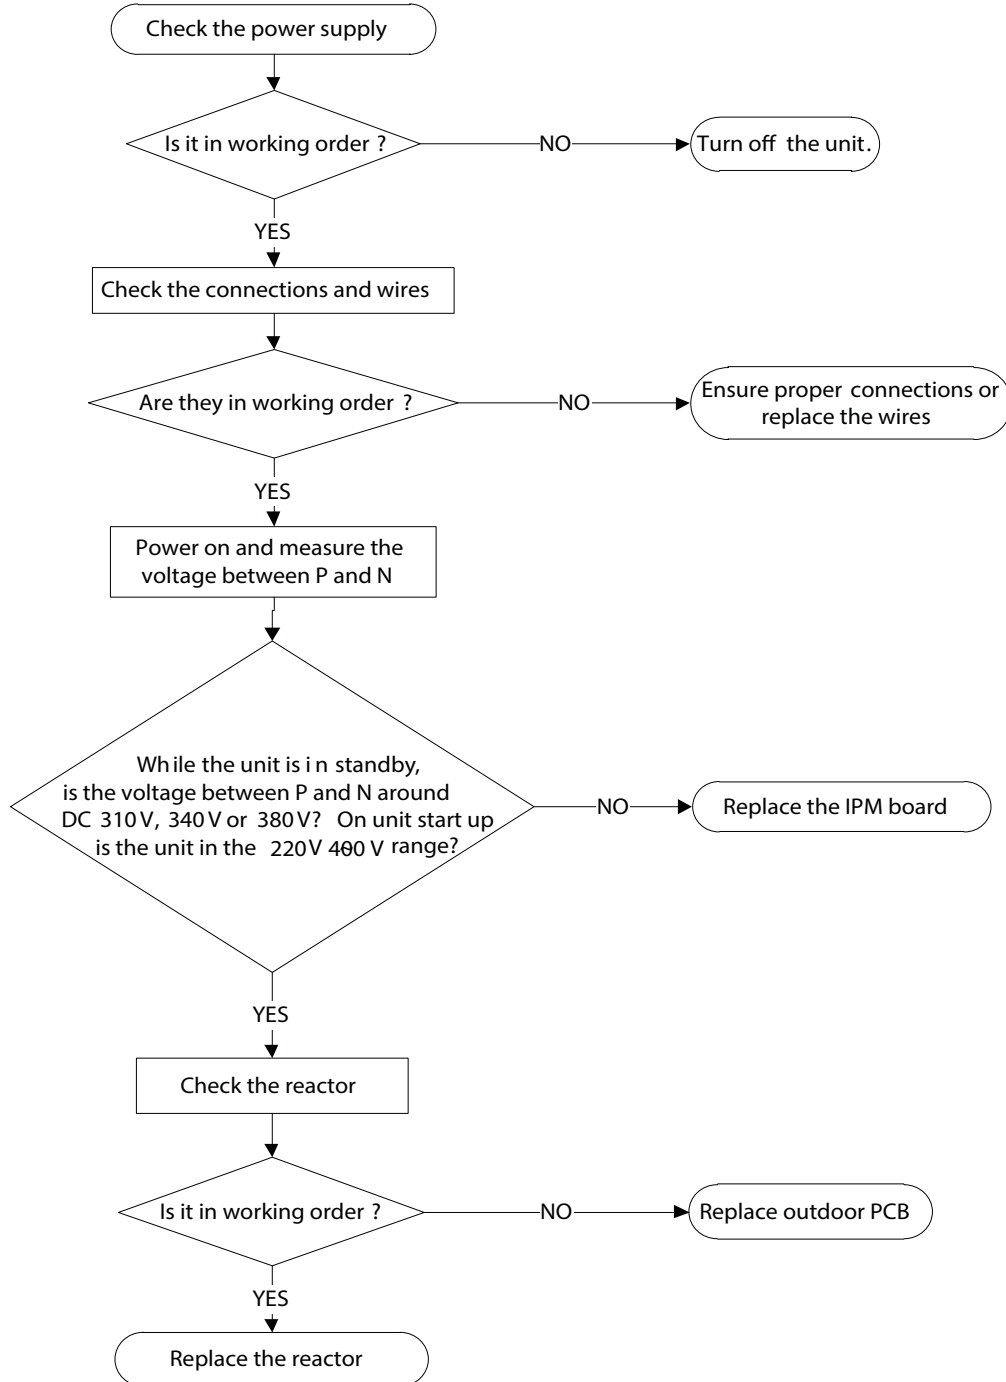 Check the power supply
Is it in working order ?
NO
Turn off the unit.
YES
Check the connections and wires
Are they in working order ?
NO
Ensure proper connections or
replace the wires
YES
Power on and measure the
voltage between P and N
While the unit is in standby,
is the voltage between P and N around
DC 310V, 340V or 380V? On unit start up
is the unit in the 220V-400V range?
NO
Replace the IPM board
YES
Check the reactor
Is it in working order ?
NO
Replace outdoor PCB
YES
Replace the reactor